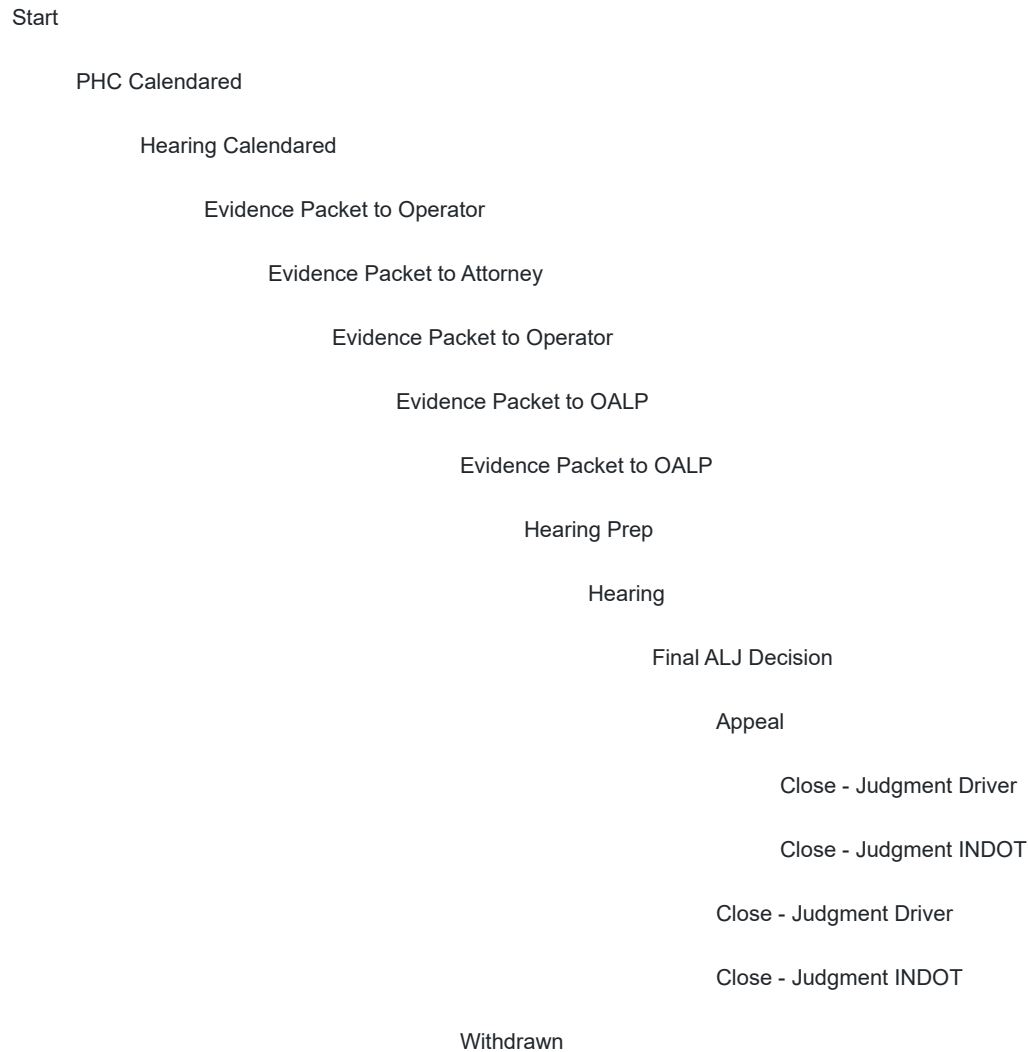 Start
PHC Calendared
Hearing Calendared
Evidence Packet to Operator
Evidence Packet to Attorney
Evidence Packet to Operator
Evidence Packet to OALP
Evidence Packet to OALP
Hearing Prep
Hearing
Final ALJ Decision
Appeal
Close - Judgment Driver
Close - Judgment INDOT
Close - Judgment Driver
Close - Judgment INDOT
Withdrawn